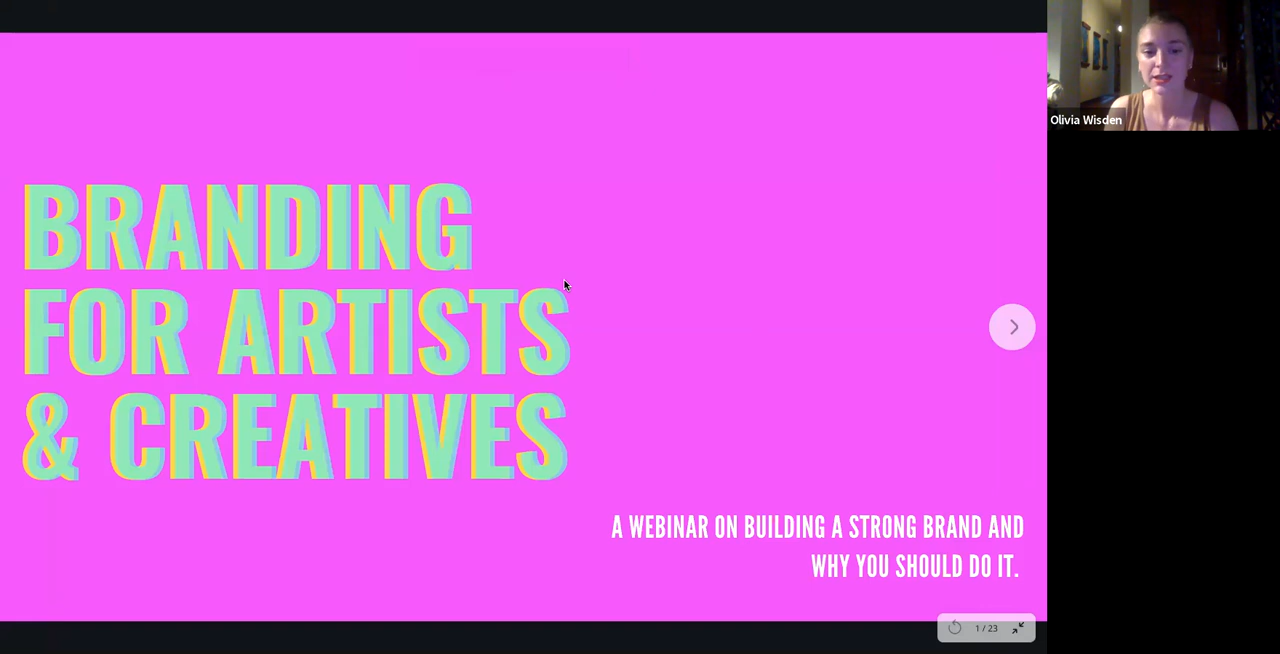 BRANDING
FOR ARTISTS
& CREATIVES
A WEBINAR ON BUILDING A STRONG BRAND AND
WHY YOU SHOULD DO IT.
1 / 23
Olivia Wisden